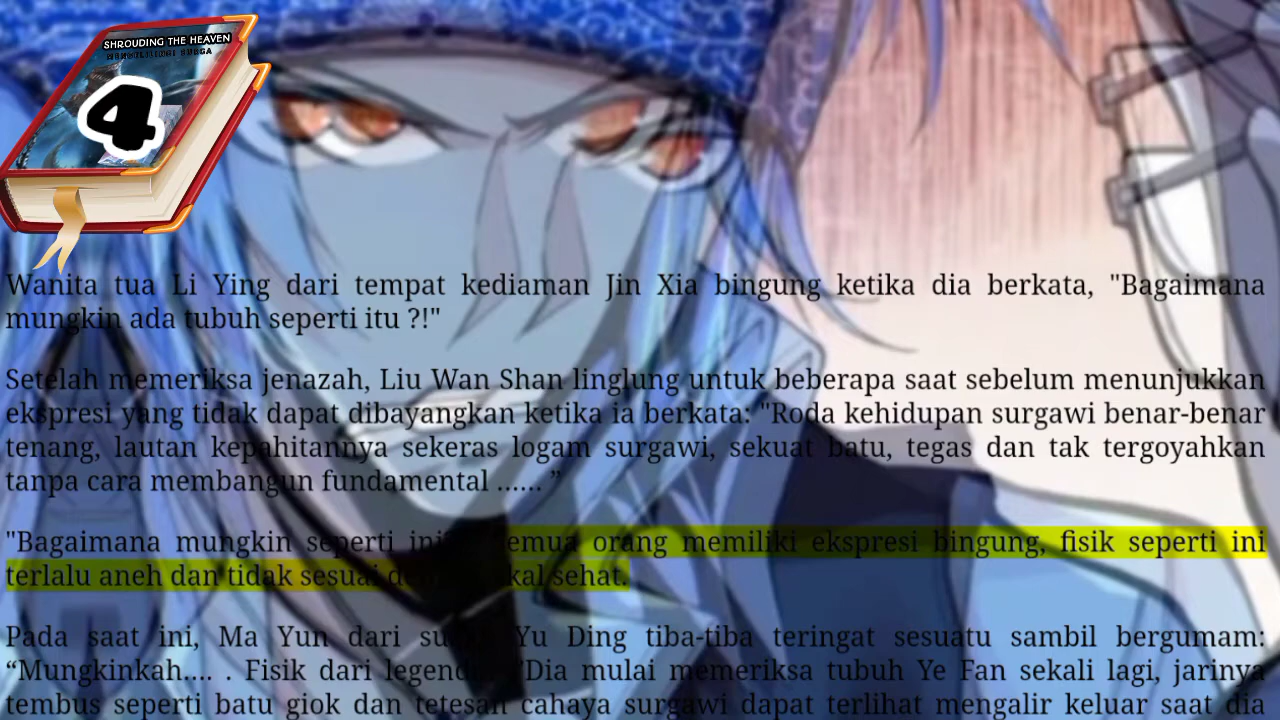 SHROUDING THE HEAVEN
4
Wanita tua Li Ying dari tempat kediaman Jin Xia bingung ketika dia berkata, "Bagaimana
mungkin ada tubuh seperti itu ?!"
Setelah memeriksa jenazah, Liu Wan Shan linglung untuk beberapa saat sebelum menunjukkan
ekspresi yang tidak dapat dibayangkan ketika ia berkata: "Roda kehidupan surgawi benar-benar
tenang, lautan kepahitannya sekeras logam surgawi, sekuat batu, tegas dan tak tergoyahkan
tanpa cara membangun fundamental ...... ”
"Bagaimana mungkin seperti ini orang memiliki ekspresi bingung, fisik seperti ini
terlalu aneh dan tidak sesuai sehat.
Pada saat ini, Ma Yun dari Yu Ding tiba-tiba teringat sesuatu sambil bergumam:
“Mungkinkah.... . Fisik dari Dia mulai memeriksa tubuh Ye Fan sekali lagi, jarinya
tembus seperti batu giok dan tetesan cahaya surgawi dapat terlihat mengalir keluar saat dia